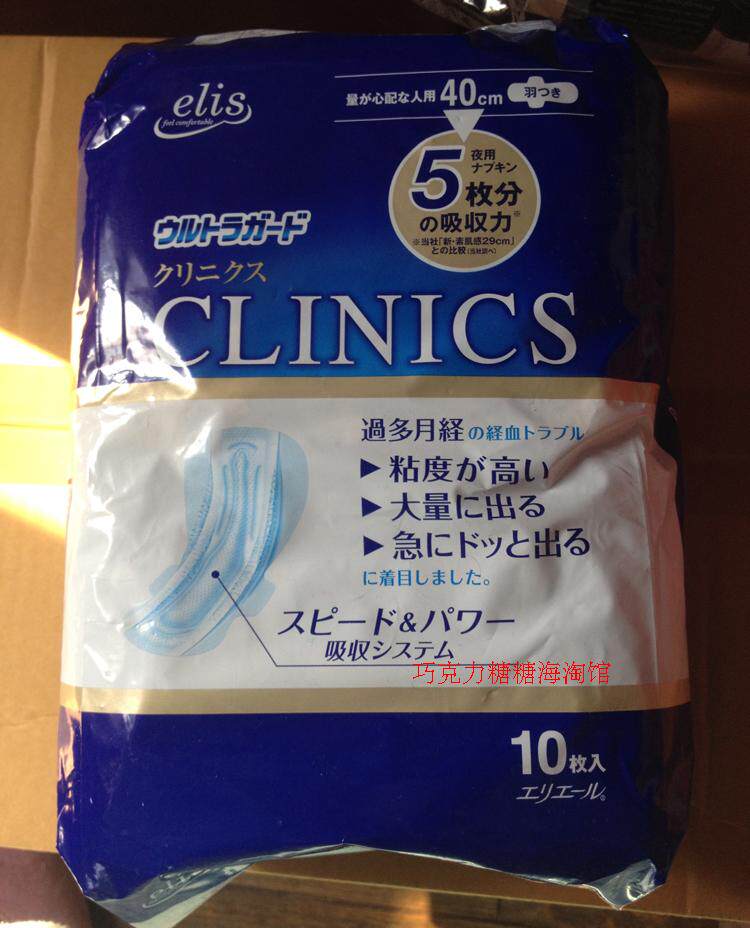 elis
feel comfortable
量が心配な人用 40cm 羽つき
夜用
ナプキン
5枚分
の吸収力※
※当社「新・素肌感29cm」
との比較(当社調べ)
ウルトラガード
クリニクス
CLINICS
過多月経の経血トラブル
▶粘度が高い
▶大量に出る
▶急にドッと出る
に着目しました。
スピード&パワー
吸収システム
巧克力糖糖海淘馆
10枚入
エリエール®
elis